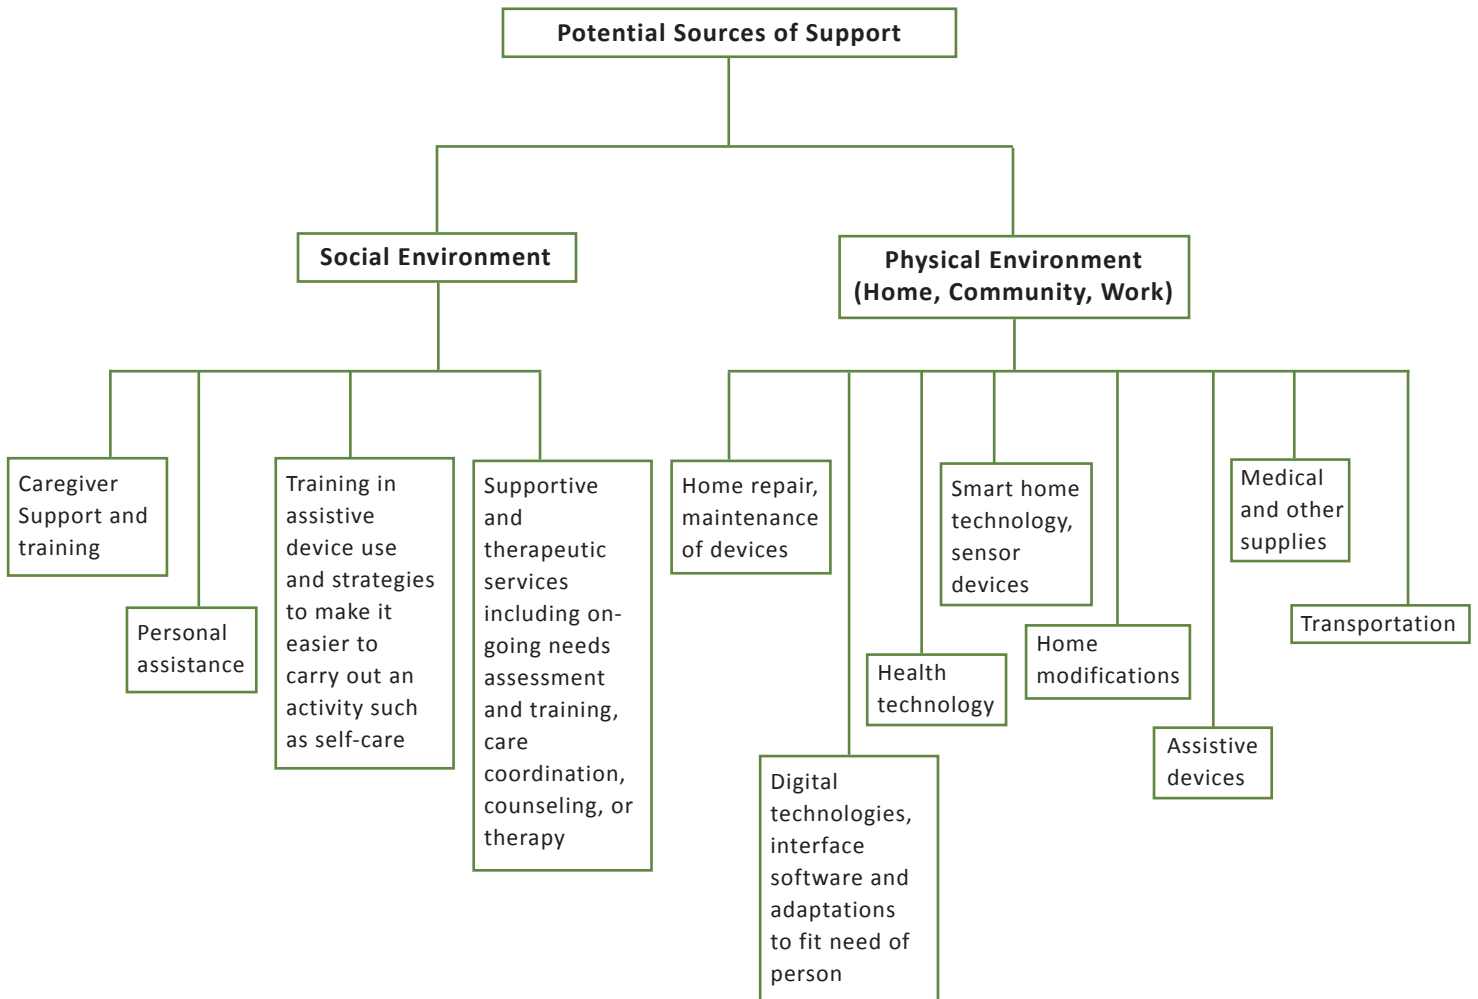 Potential Sources of Support
Social Environment
Physical Environment
(Home, Community, Work)
Caregiver
Support and
training
Personal
assistance
Training in
assistive
device use
and strategies
to make it
easier to
carry out an
activity such
as self-care
Supportive
and
therapeutic
services
including on-
going needs
assessment
and training,
care
coordination,
counseling, or
therapy
Home repair,
maintenance
of devices
Digital
technologies,
interface
software and
adaptations
to fit need of
person
Health
technology
Smart home
technology,
sensor
devices
Home
modifications
Assistive
devices
Medical
and other
supplies
Transportation